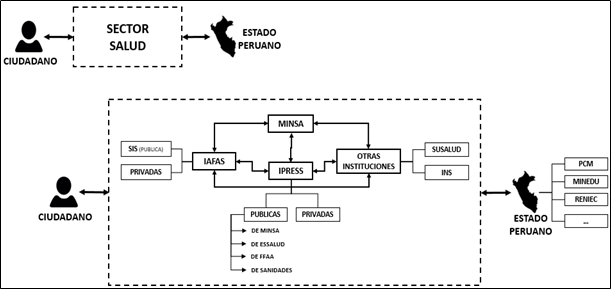 SECTOR
SALUD
CIUDADANO
ESTADO
PERUANO
MINSA
SIS (PUBLICA)
PRIVADAS
IAFAS
IPRESS
OTRAS
INSTITUCIONES
SUSALUD
INS
PUBLICAS
PRIVADAS
DE MINSA
DE ESSALUD
DE FFAA
DE SANIDADES
CIUDADANO
ESTADO
PERUANO
PCM
MINEDU
RENIEC
...